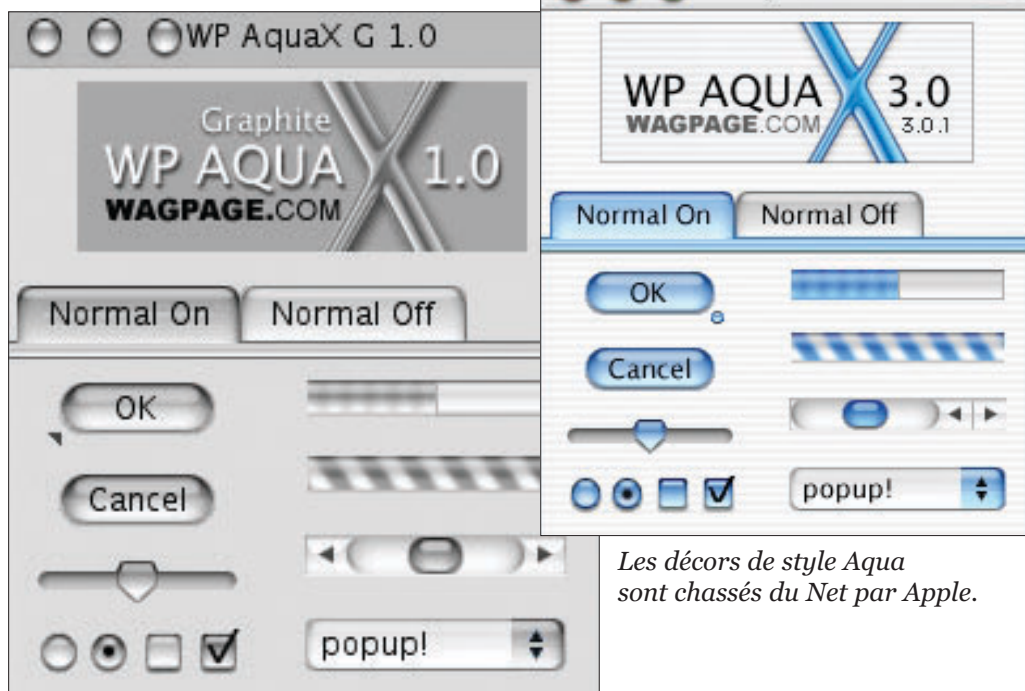 WP AquaX G 1.0
Graphite
WP AQUA X 1.0
WAGPAGE.COM
Normal On
Normal Off
OK
Cancel
popup!
WP AQUA X 3.0
WAGPAGE.COM
3.0.1
Normal On
Normal Off
OK
Cancel
popup!
Les décors de style Aqua
sont chassés du Net par Apple.